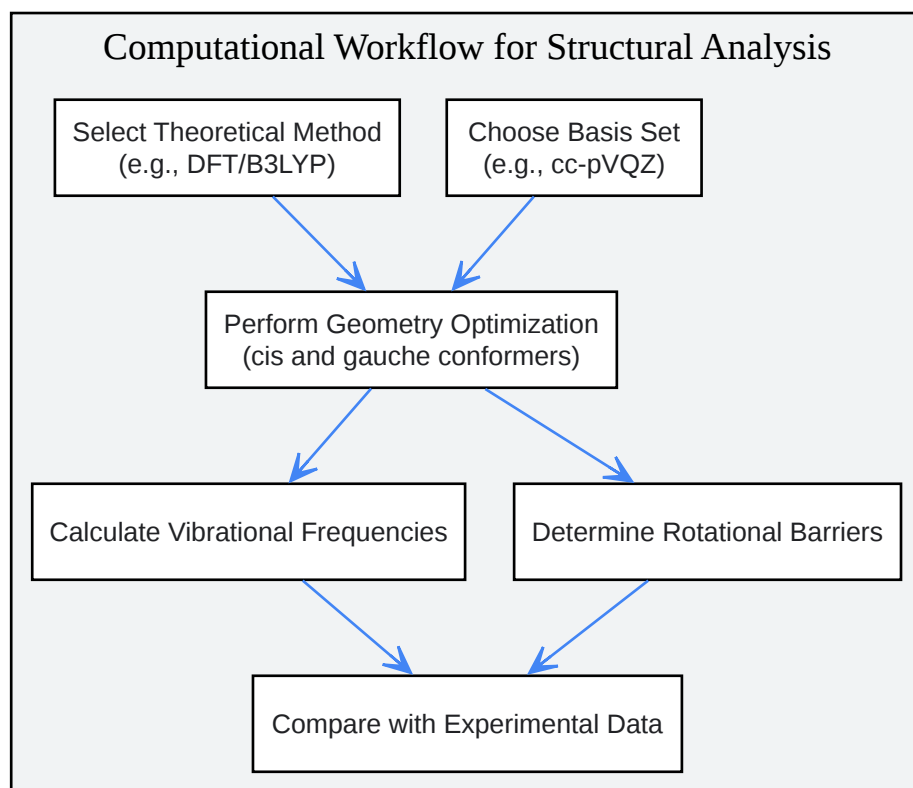 Computational Workflow for Structural Analysis
Select Theoretical Method
(e.g., DFT/B3LYP)
Choose Basis Set
(e.g., cc-pVQZ)
Perform Geometry Optimization
(cis and gauche conformers)
Calculate Vibrational Frequencies
Determine Rotational Barriers
Compare with Experimental Data